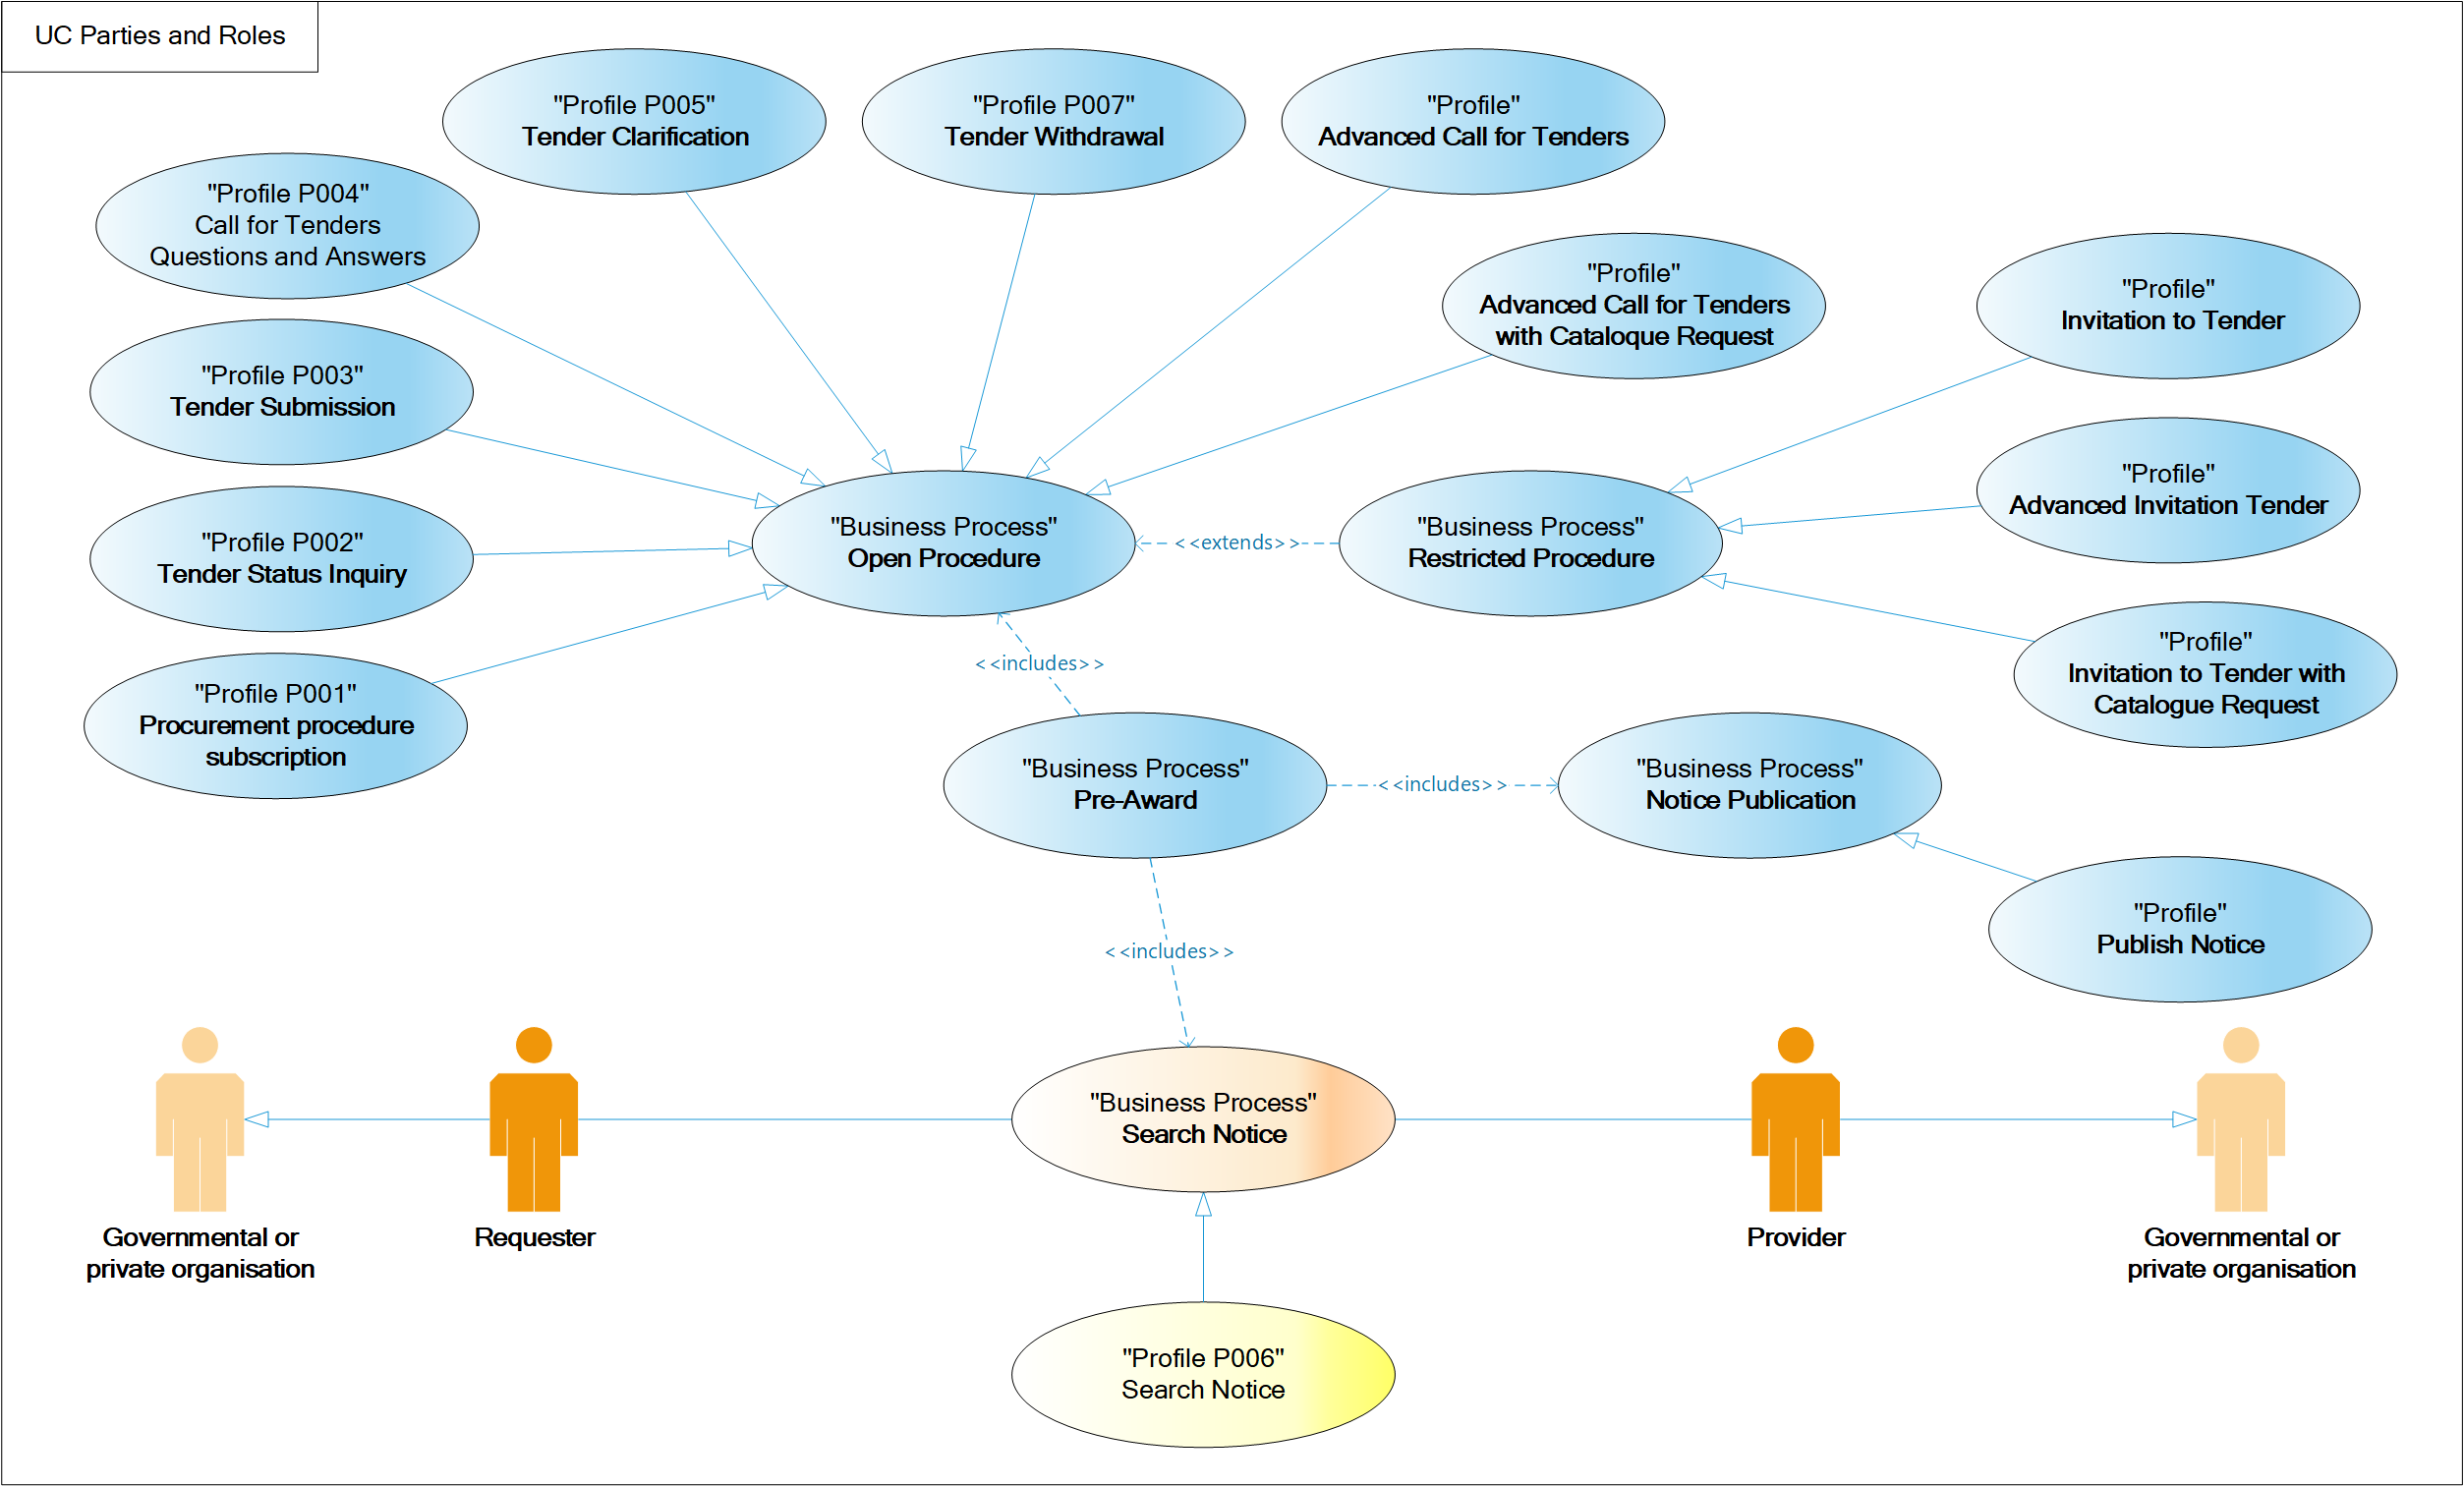 UC Parties and Roles
"Profile P005"
Tender Clarification
"Profile P007"
Tender Withdrawal
"Profile"
Advanced Call for Tenders
"Profile P004"
Call for Tenders
Questions and Answers
"Profile"
Advanced Call for Tenders
with Cataloque Request
"Profile"
Invitation to Tender
"Profile P003"
Tender Submission
"Profile"
Advanced Invitation Tender
"Business Process"
Open Procedure
<<extends>>
"Business Process"
Restricted Procedure
"Profile P002"
Tender Status Inquiry
<<includes>>
"Profile"
Invitation to Tender with
Catalogue Request
"Profile P001"
Procurement procedure
subscription
"Business Process"
Pre-Award
<<includes>>
"Business Process"
Notice Publication
"Profile"
Publish Notice
<<includes>>
"Business Process"
Search Notice
Governmental or
private organisation
Requester
Provider
Governmental or
private organisation
"Profile P006"
Search Notice